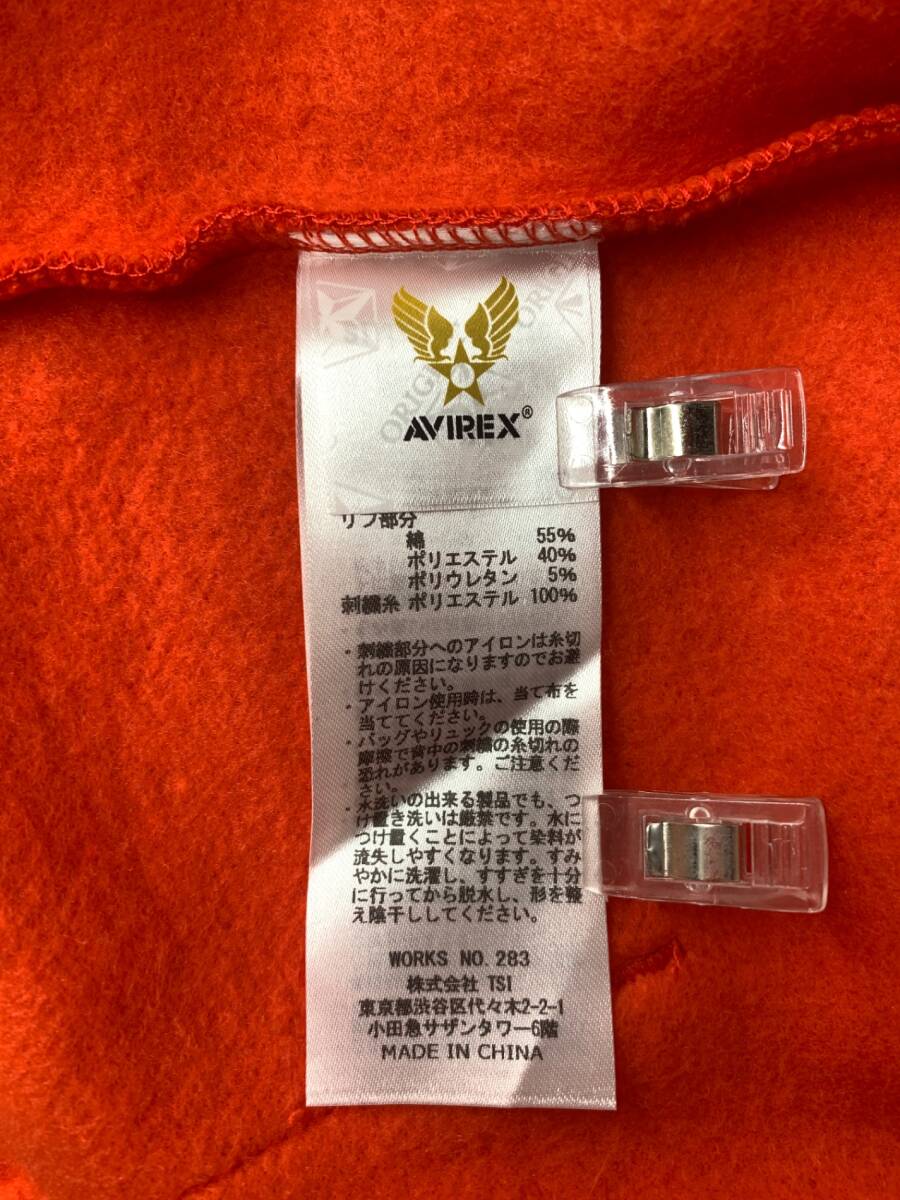 AVIREX®
リブ部分
綿 55%
ポリエステル 40%
ポリウレタン 5%
刺繍糸 ポリエステル 100%
・刺繍部分へのアイロンは糸切
れの原因になりますのでお避
けください。
・アイロン使用時は、当て布を
当ててください。
・バッグやリュックの使用の際
摩擦で背中の刺繍の糸切れの
恐れがあります。ご注意くだ
さい。
・水洗いの出来る製品でも、つ
け置き洗いは厳禁です。水に
つけ置くことによって染料が
流失しやすくなります。すみ
やかに洗濯し、すすぎを十分
に行ってから脱水し、形を整
え陰干ししてください。
WORKS NO. 283
株式会社 TSI
東京都渋谷区代々木2-2-1
小田急サザンタワー6階
MADE IN CHINA